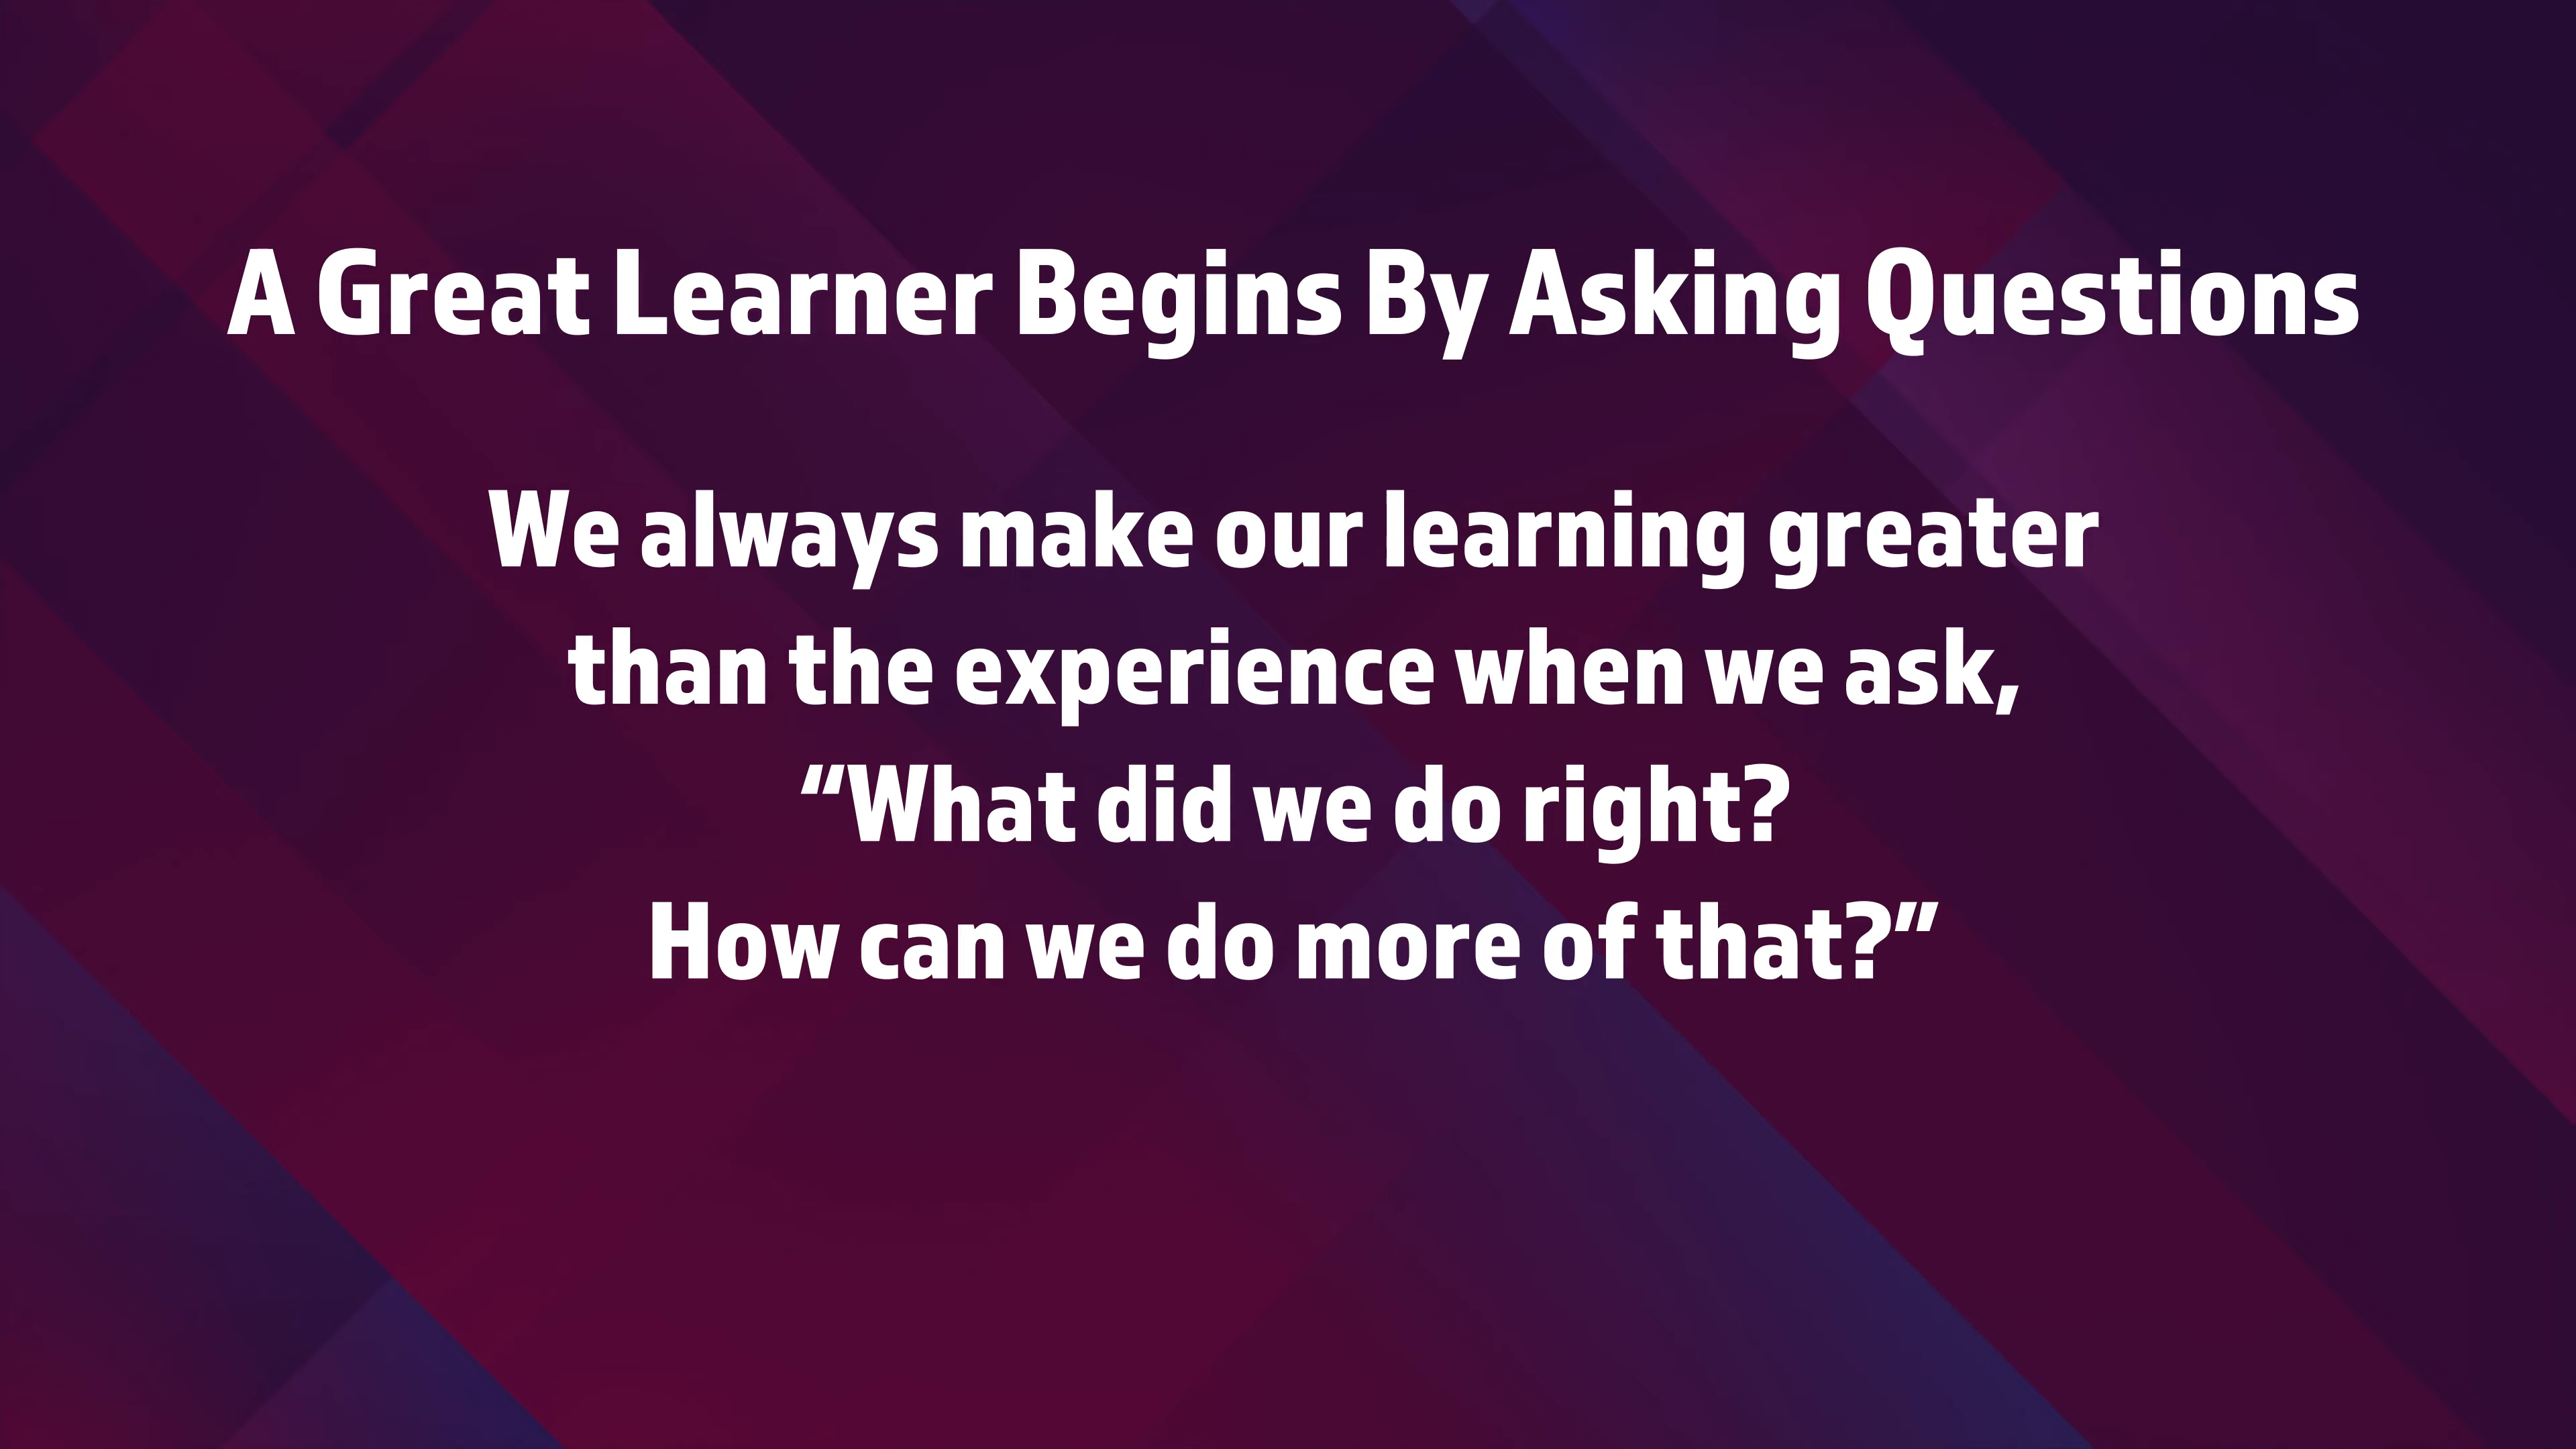 A Great Learner Begins By Asking Questions
We always make our learning greater
than the experience when we ask,
“What did we do right?
How can we do more of that?”